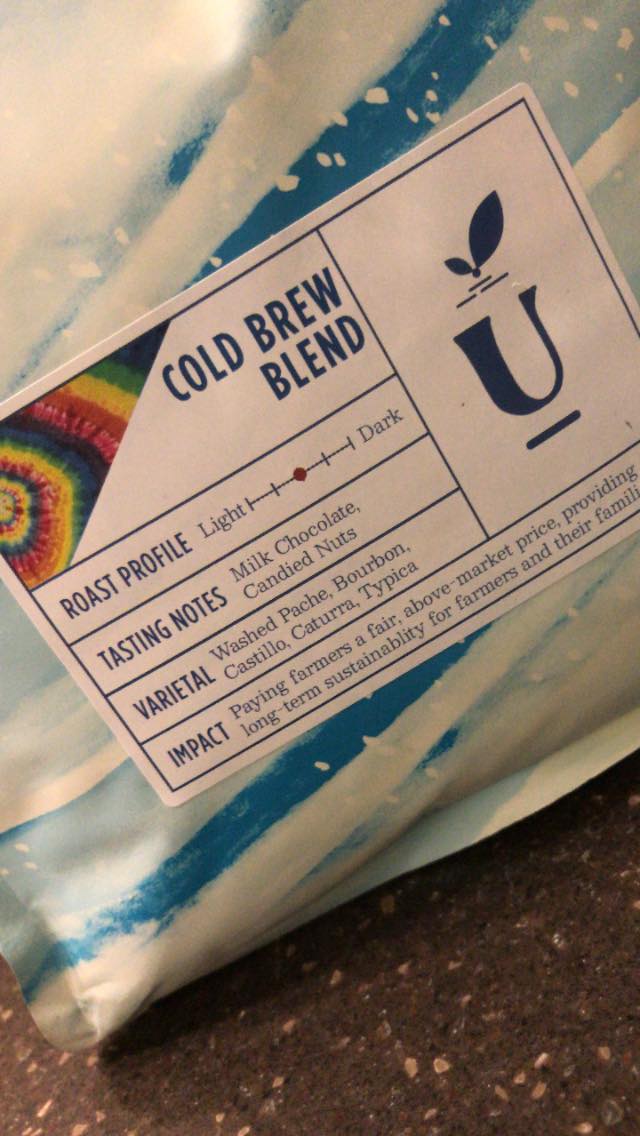 COLD BREW
BLEND
ROAST PROFILE Light Dark
TASTING NOTES Milk Chocolate,
Candied Nuts
VARIETAL Washed Pache, Bourbon,
Castillo, Caturra, Typica
IMPACT Paying farmers a fair, above-market price, providing
long-term sustainablity for farmers and their famili
U